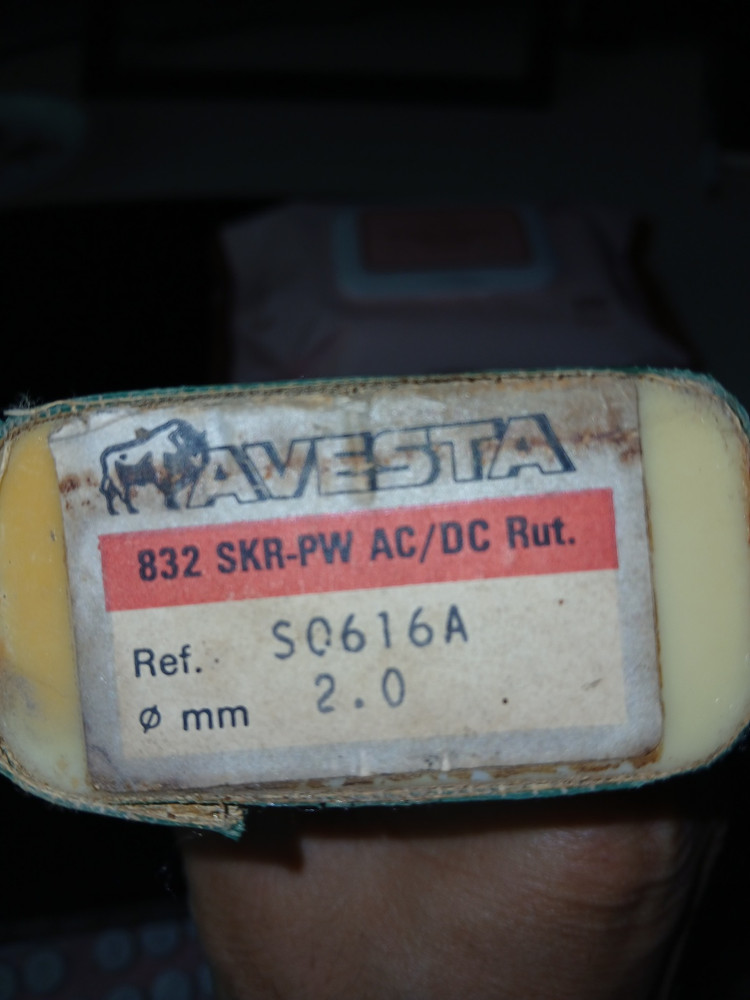 AVESTA
832 SKR-PW AC/DC Rut.
Ref. S0616A
ø mm 2.0